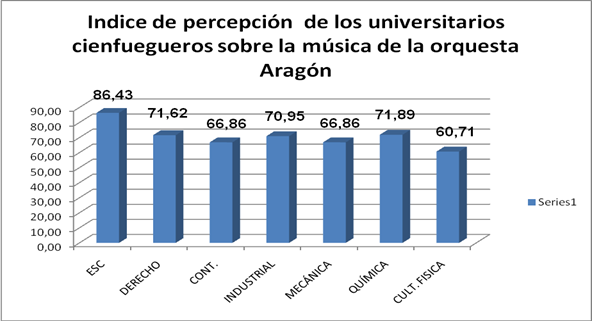 Indice de percepción de los universitarios
cienfuegueros sobre la música de la orquesta
Aragón
86,43
71,62
66,86
70,95
66,86
71,89
60,71
90,00
80,00
70,00
60,00
50,00
40,00
30,00
20,00
10,00
0,00
Series1
ESC
DERECHO
CONT.
INDUSTRIAL
MECÁNICA
QUÍMICA
CULT. FISICA